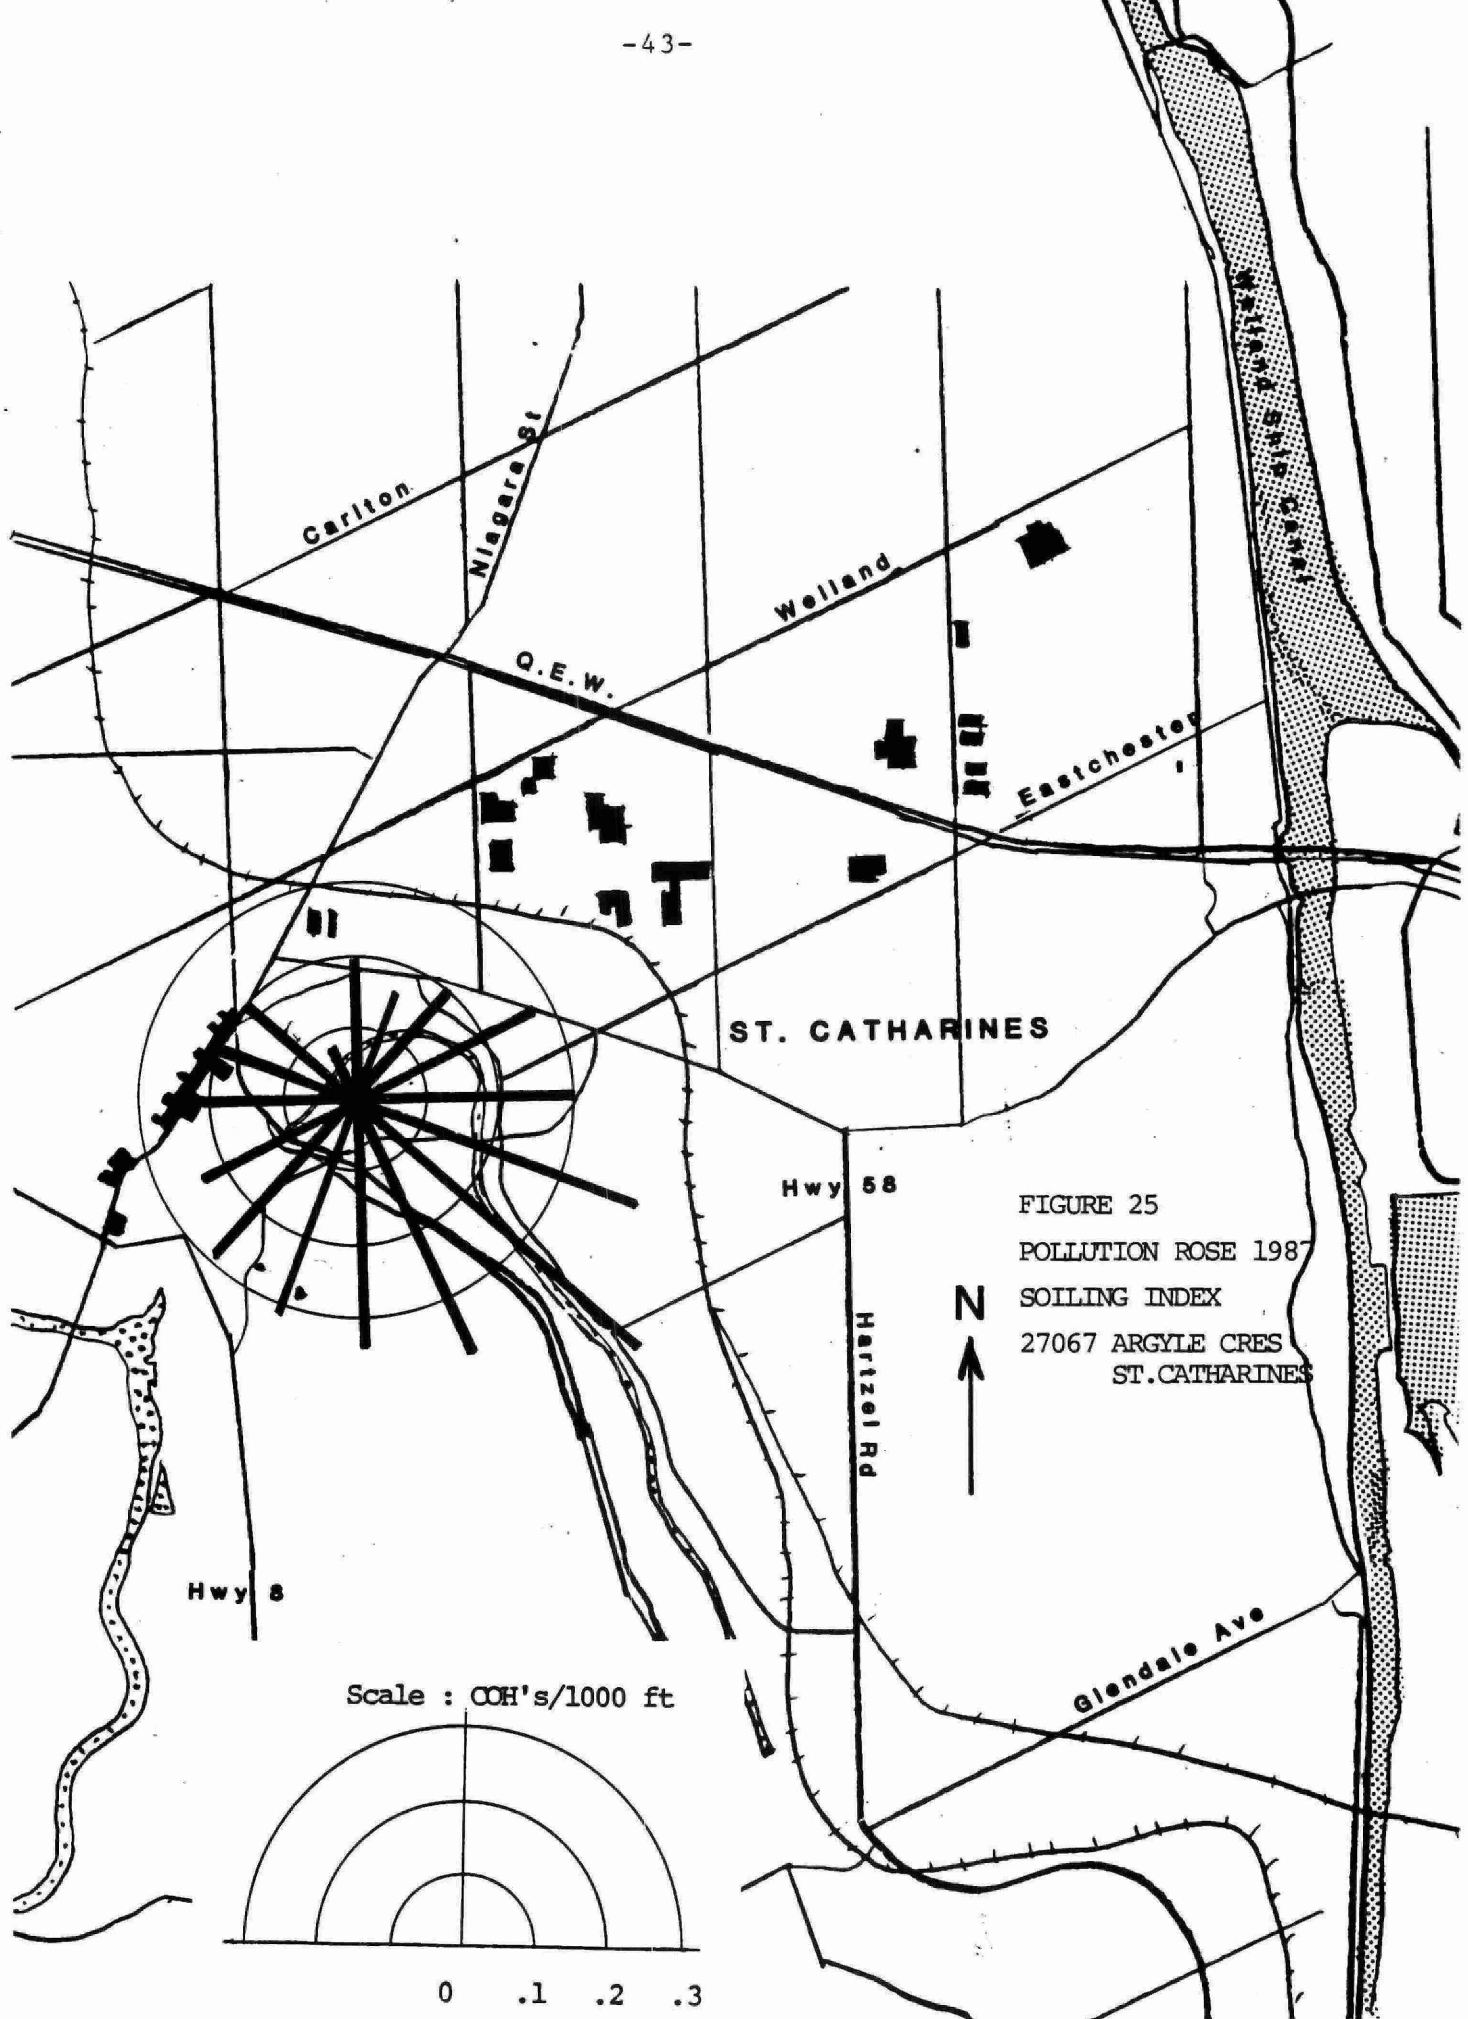 -43-
Welland Ship Canal
Niagara St
Carlton
Welland
Q.E.W.
Eastchester
ST. CATHARINES
Hwy 58
FIGURE 25
POLLUTION ROSE 1987
SOILING INDEX
27067 ARGYLE CRES
ST.CATHARINES
N
Hartzel Rd
Hwy 8
Glendale Ave
Scale : COH's/1000 ft
0 .1 .2 .3